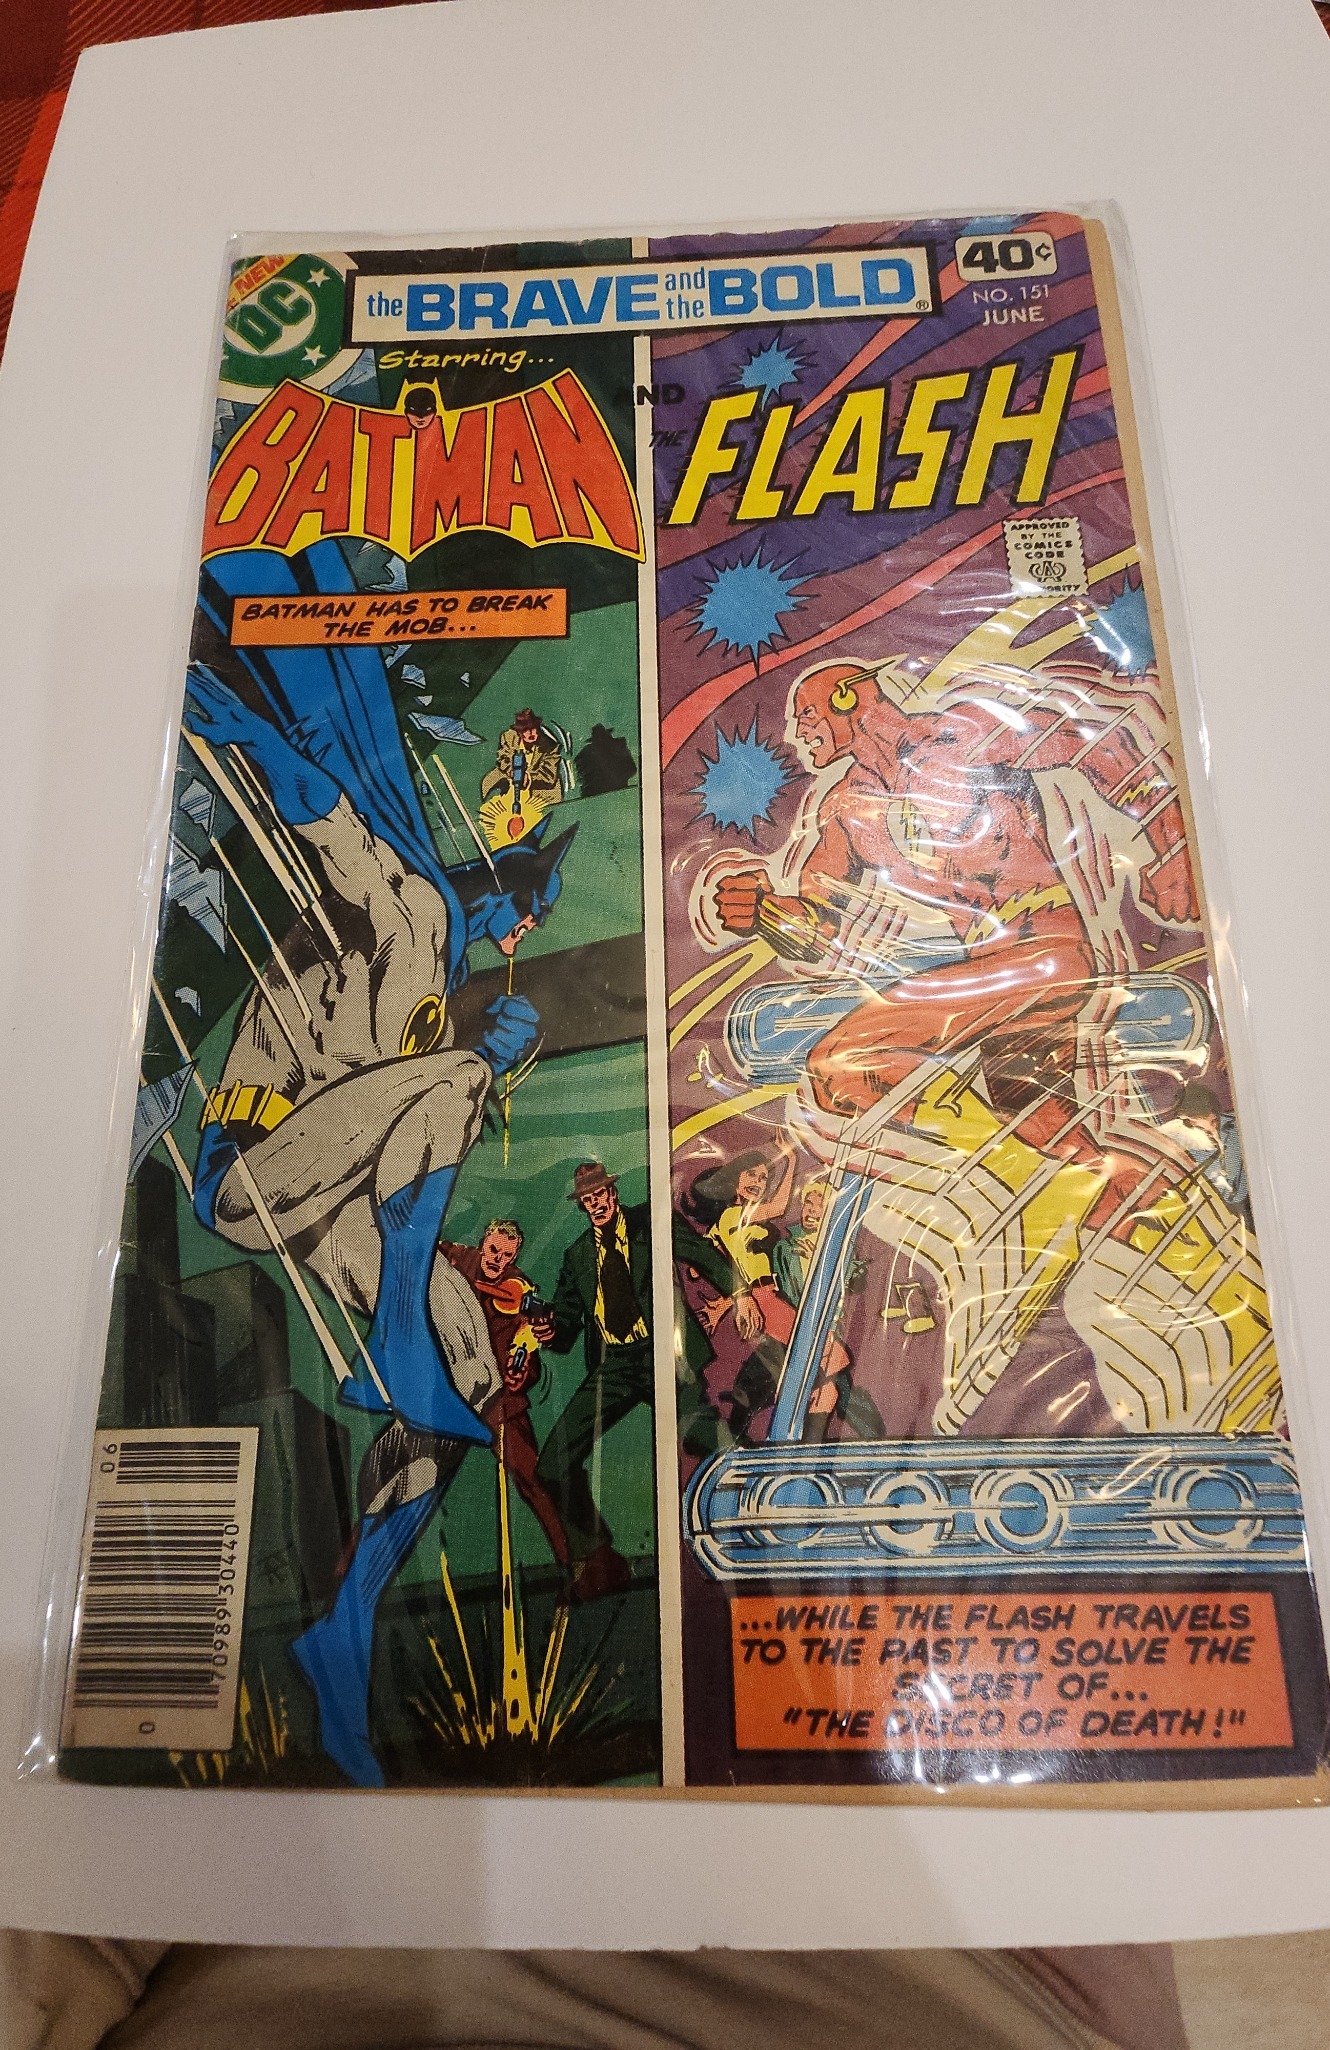 NEW
DC
the BRAVE and the BOLD®
40¢
NO. 151
JUNE
Starring...
BATMAN
AND
THE
FLASH
APPROVED
BY THE
COMICS
CODE
BATMAN HAS TO BREAK
THE MOB...
06
70989 30440
0
...WHILE THE FLASH TRAVELS
TO THE PAST TO SOLVE THE
SECRET OF...
"THE DISCO OF DEATH!"